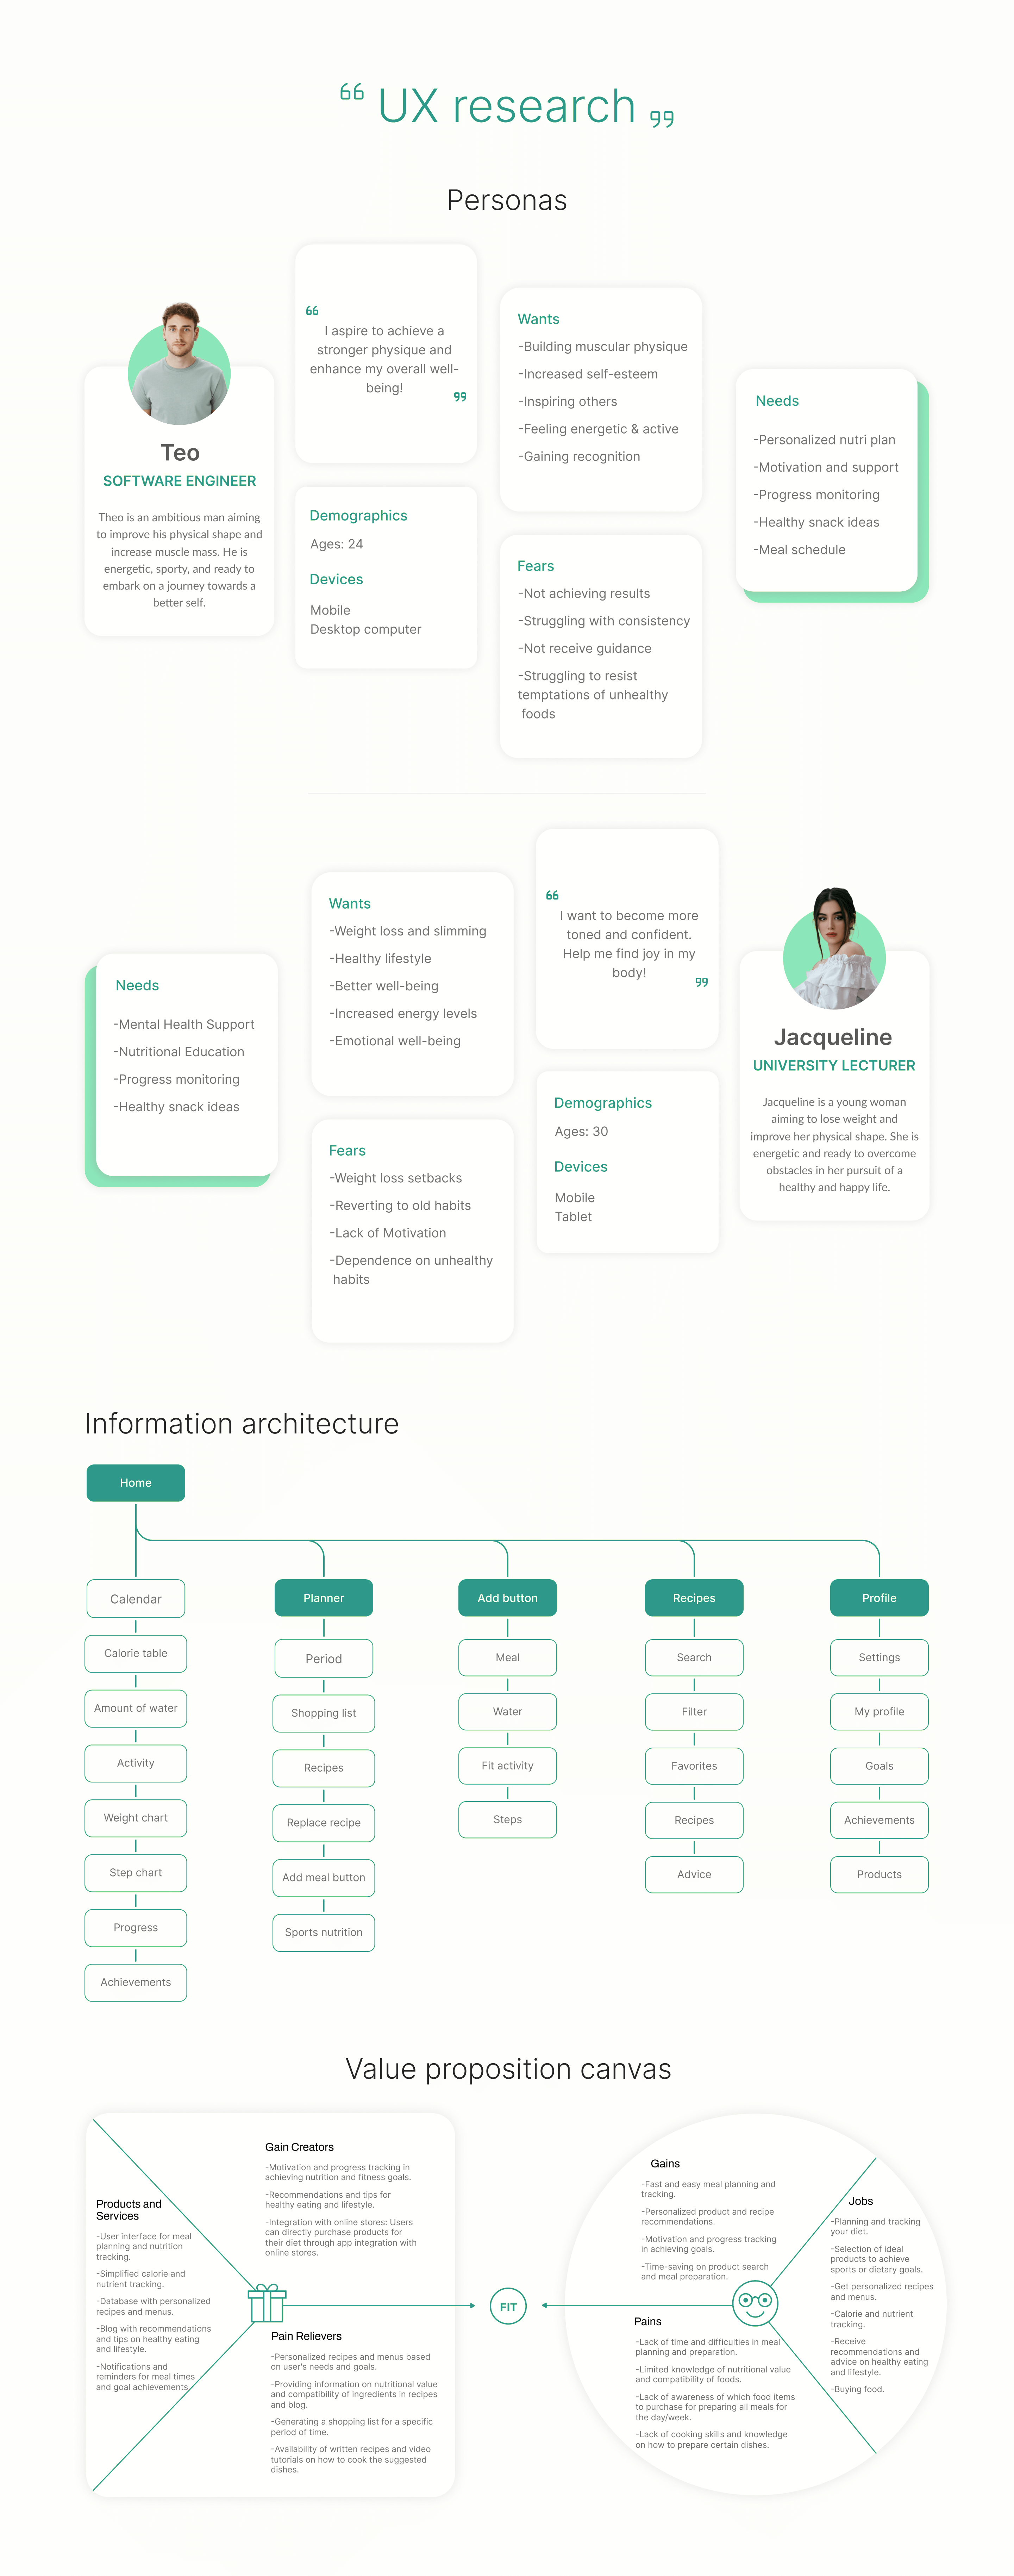 UX research
Personas
Teo
SOFTWARE ENGINEER
Theo is an ambitious man aiming
to improve his physical shape and
increase muscle mass. He is
energetic, sporty, and ready to
embark on a journey towards a
better self.
“
I aspire to achieve a
stronger physique and
enhance my overall well-
being!
”
Demographics
Ages: 24
Devices
Mobile
Desktop computer
Wants
-Building muscular physique
-Increased self-esteem
-Inspiring others
-Feeling energetic & active
-Gaining recognition
Fears
-Not achieving results
-Struggling with consistency
-Not receive guidance
-Struggling to resist
temptations of unhealthy
foods
Needs
-Personalized nutri plan
-Motivation and support
-Progress monitoring
-Healthy snack ideas
-Meal schedule
Needs
-Mental Health Support
-Nutritional Education
-Progress monitoring
-Healthy snack ideas
Wants
-Weight loss and slimming
-Healthy lifestyle
-Better well-being
-Increased energy levels
-Emotional well-being
Fears
-Weight loss setbacks
-Reverting to old habits
-Lack of Motivation
-Dependence on unhealthy
habits
“
I want to become more
toned and confident.
Help me find joy in my
body!
”
Demographics
Ages: 30
Devices
Mobile
Tablet
Jacqueline
UNIVERSITY LECTURER
Jacqueline is a young woman
aiming to lose weight and
improve her physical shape. She is
energetic and ready to overcome
obstacles in her pursuit of a
healthy and happy life.
Information architecture
Home
Calendar
Calorie table
Amount of water
Activity
Weight chart
Step chart
Progress
Achievements
Planner
Period
Shopping list
Recipes
Replace recipe
Add meal button
Sports nutrition
Add button
Meal
Water
Fit activity
Steps
Recipes
Search
Filter
Favorites
Recipes
Advice
Profile
Settings
My profile
Goals
Achievements
Products
Value proposition canvas
Products and
Services
-User interface for meal
planning and nutrition
tracking.
-Simplified calorie and
nutrient tracking.
-Database with personalized
recipes and menus.
-Blog with recommendations
and tips on healthy eating
and lifestyle.
-Notifications and
reminders for meal times
and goal achievements.
Gain Creators
-Motivation and progress tracking in
achieving nutrition and fitness goals.
-Recommendations and tips for
healthy eating and lifestyle.
-Integration with online stores: Users
can directly purchase products for
their diet through app integration with
online stores.
Pain Relievers
-Personalized recipes and menus based
on user's needs and goals.
-Providing information on nutritional value
and compatibility of ingredients in recipes
and blog.
-Generating a shopping list for a specific
period of time.
-Availability of written recipes and video
tutorials on how to cook the suggested
dishes.
FIT
Gains
-Fast and easy meal planning and
tracking.
-Personalized product and recipe
recommendations.
-Motivation and progress tracking
in achieving goals.
-Time-saving on product search
and meal preparation.
Pains
-Lack of time and difficulties in meal
planning and preparation.
-Limited knowledge of nutritional value
and compatibility of foods.
-Lack of awareness of which food items
to purchase for preparing all meals for
the day/week.
-Lack of cooking skills and knowledge
on how to prepare certain dishes.
Jobs
-Planning and tracking
your diet.
-Selection of ideal
products to achieve
sports or dietary goals.
-Get personalized recipes
and menus.
-Calorie and nutrient
tracking.
-Receive
recommendations and
advice on healthy eating
and lifestyle.
-Buying food.